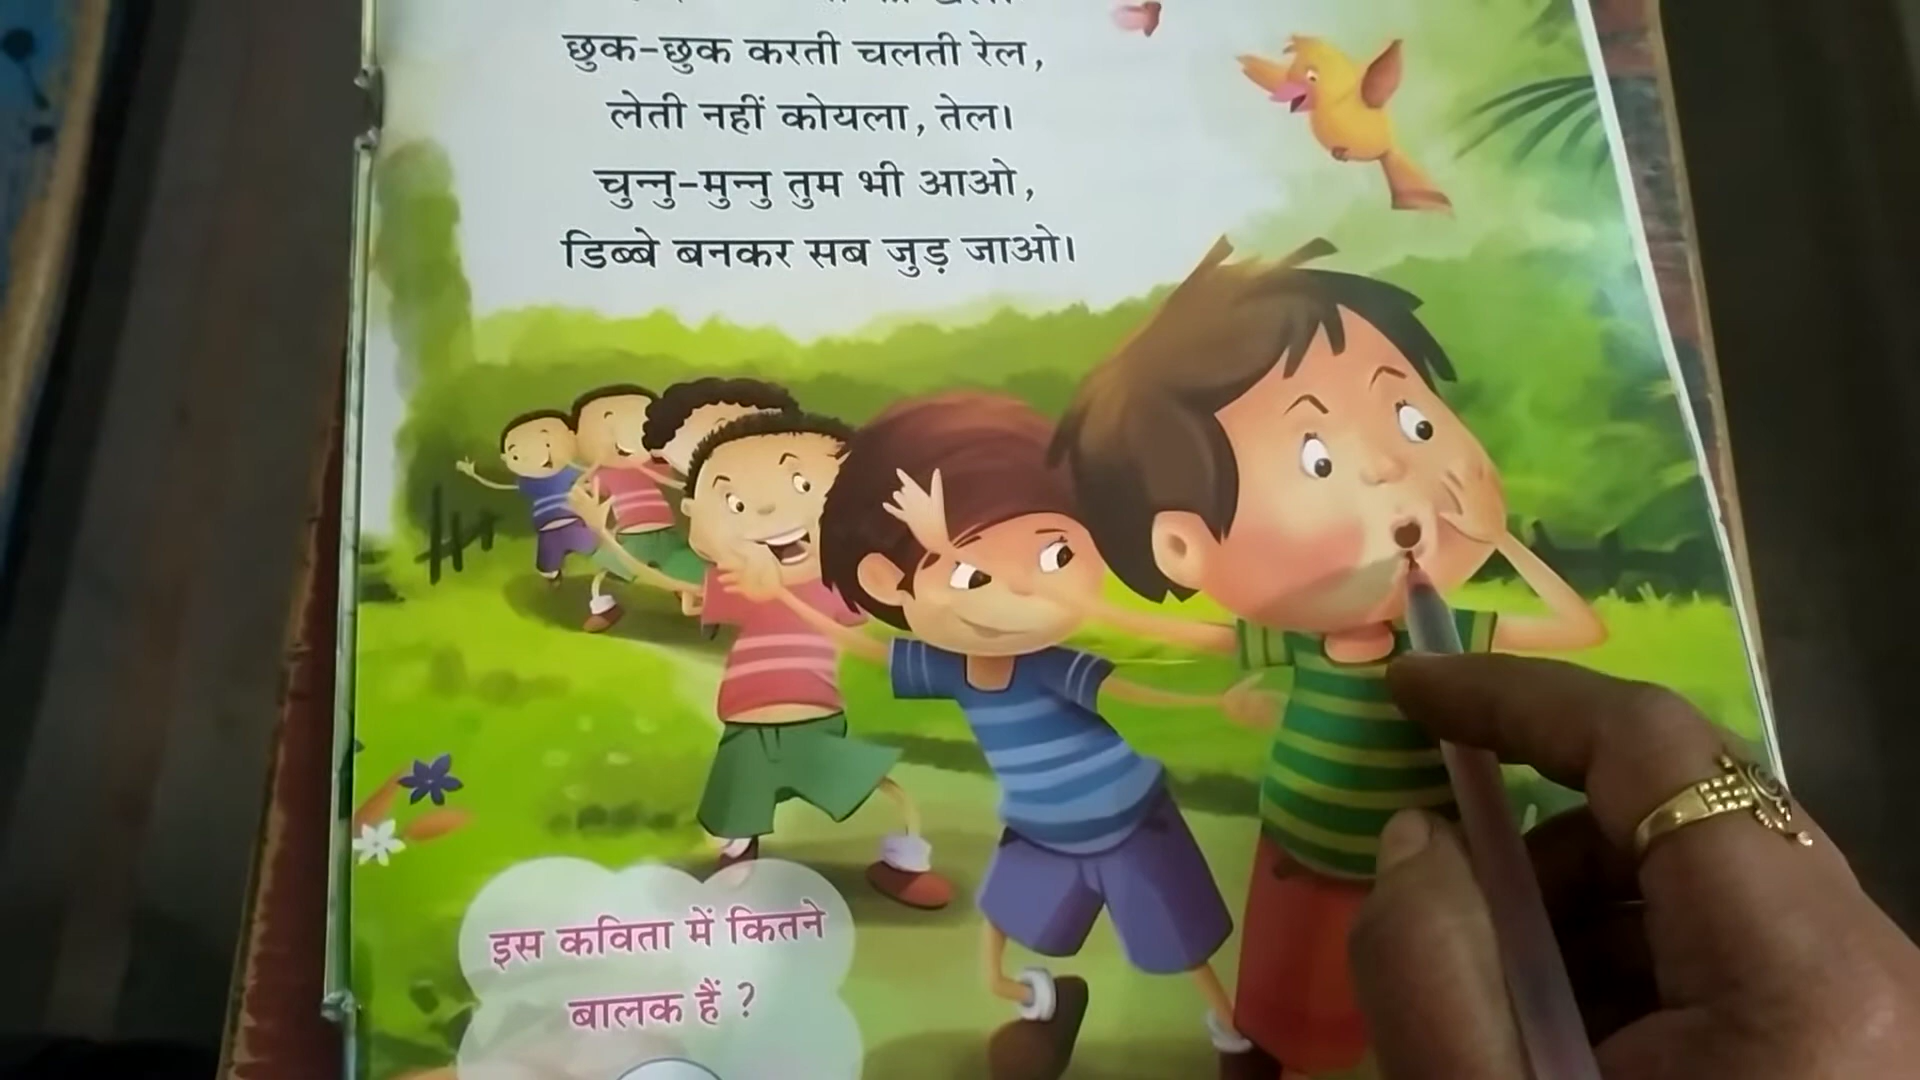 छुक-छुक करती चलती रेल,
लेती नहीं कोयला, तेल।
चुन्नु-मुन्नु तुम भी आओ,
डिब्बे बनकर सब जुड़ जाओ।
इस कविता में कितने
बालक हैं ?